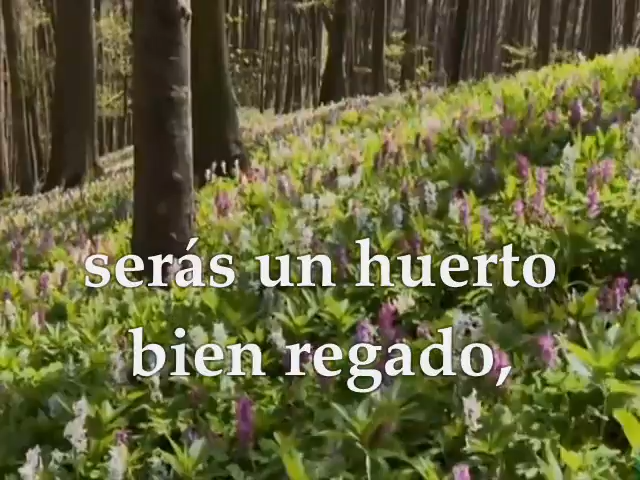 serás un huerto
bien regado,